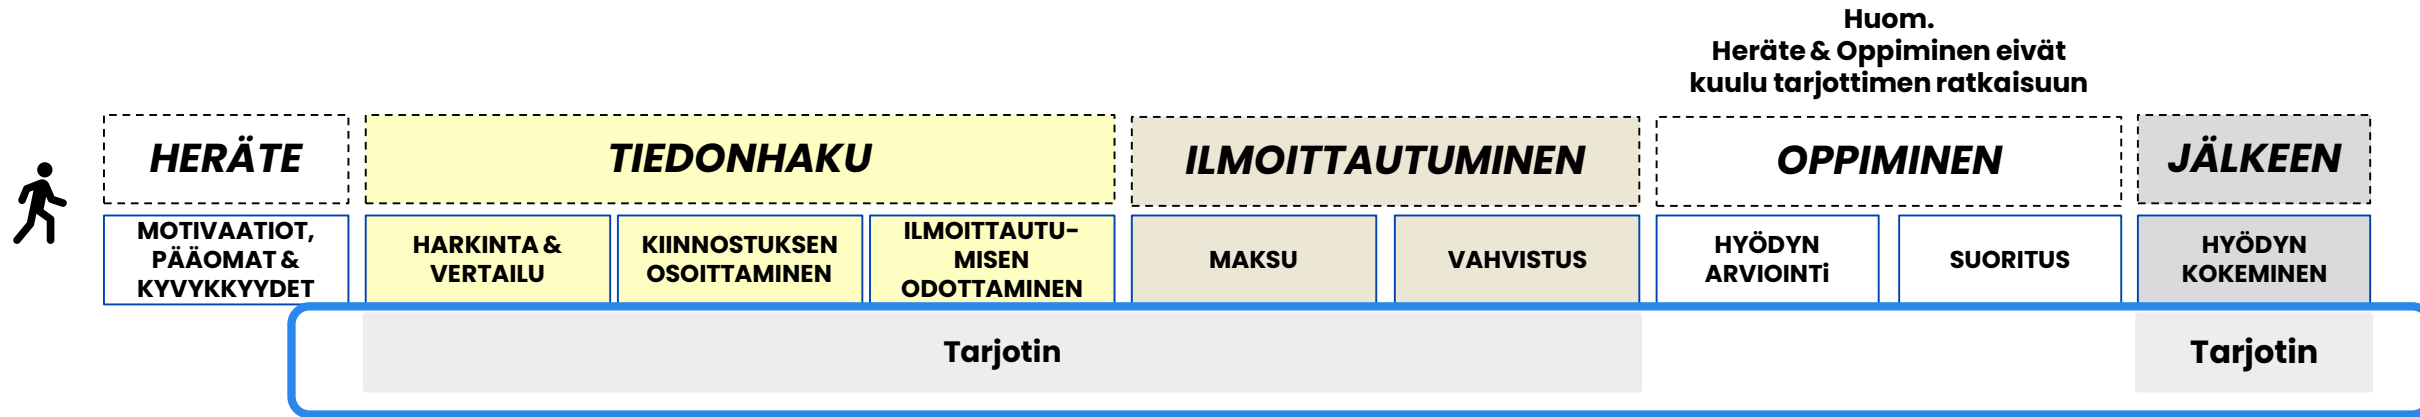 Huom.
Heräte & Oppiminen eivät
kuulu tarjottimen ratkaisuun
HERÄTE
TIEDONHAKU
ILMOITTAUTUMINEN
OPPIMINEN
JÄLKEEN
MOTIVAATIOT,
PÄÄOMAT &
KYVYKKYYDET
HARKINTA &
VERTAILU
KIINNOSTUKSEN
OSOITTAMINEN
ILMOITTAUTU-
MISEN
ODOTTAMINEN
MAKSU
VAHVISTUS
HYÖDYN
ARVIOINTi
SUORITUS
HYÖDYN
KOKEMINEN
Tarjotin
Tarjotin